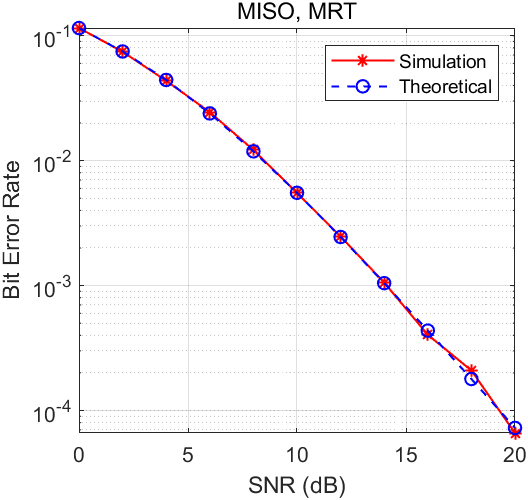 MISO, MRT
10^-1
10^-2
10^-3
10^-4
Bit Error Rate
Simulation
Theoretical
0 5 10 15 20
SNR (dB)